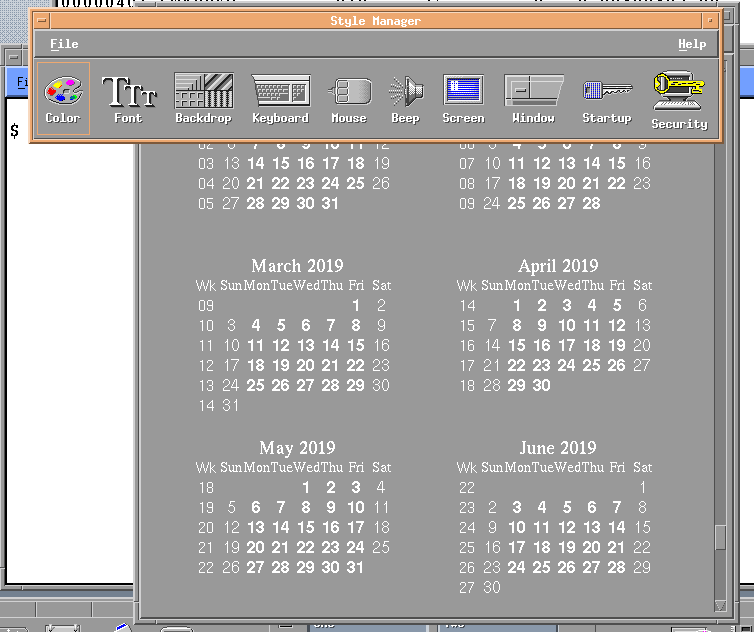 Style Manager
File Help
Color Font Backdrop Keyboard Mouse Beep Screen Window Startup Security
$
03 13 14 15 16 17 18 19 07 10 11 12 13 14 15 16
04 20 21 22 23 24 25 26 08 17 18 19 20 21 22 23
05 27 28 29 30 31 09 24 25 26 27 28
March 2019 April 2019
Wk Sun Mon Tue Wed Thu Fri Sat Wk Sun Mon Tue Wed Thu Fri Sat
09 1 2 14 1 2 3 4 5 6
10 3 4 5 6 7 8 9 15 7 8 9 10 11 12 13
11 10 11 12 13 14 15 16 16 14 15 16 17 18 19 20
12 17 18 19 20 21 22 23 17 21 22 23 24 25 26 27
13 24 25 26 27 28 29 30 18 28 29 30
14 31
May 2019 June 2019
Wk Sun Mon Tue Wed Thu Fri Sat Wk Sun Mon Tue Wed Thu Fri Sat
18 1 2 3 4 22 1
19 5 6 7 8 9 10 11 23 2 3 4 5 6 7 8
20 12 13 14 15 16 17 18 24 9 10 11 12 13 14 15
21 19 20 21 22 23 24 25 25 16 17 18 19 20 21 22
22 26 27 28 29 30 31 26 23 24 25 26 27 28 29
27 30